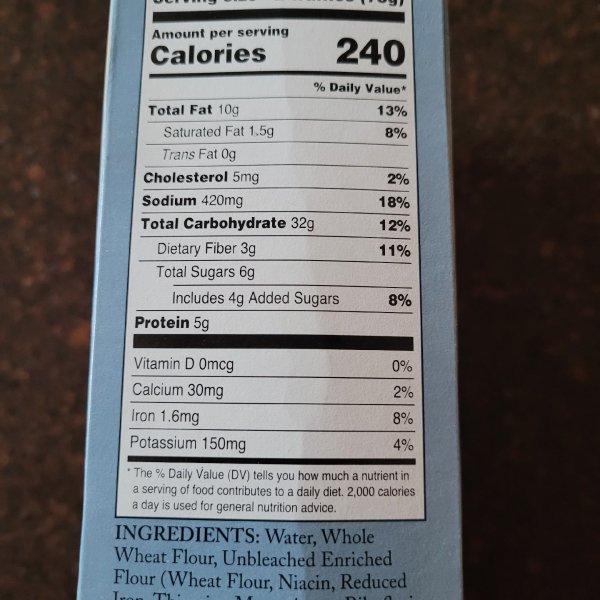 Serving Size 2 Waffles (78g)
Amount per serving
Calories 240
% Daily Value*
Total Fat 10g 13%
Saturated Fat 1.5g 8%
Trans Fat 0g
Cholesterol 5mg 2%
Sodium 420mg 18%
Total Carbohydrate 32g 12%
Dietary Fiber 3g 11%
Total Sugars 6g
Includes 4g Added Sugars 8%
Protein 5g
Vitamin D 0mcg 0%
Calcium 30mg 2%
Iron 1.6mg 8%
Potassium 150mg 4%
* The % Daily Value (DV) tells you how much a nutrient in
a serving of food contributes to a daily diet. 2,000 calories
a day is used for general nutrition advice.
INGREDIENTS: Water, Whole
Wheat Flour, Unbleached Enriched
Flour (Wheat Flour, Niacin, Reduced